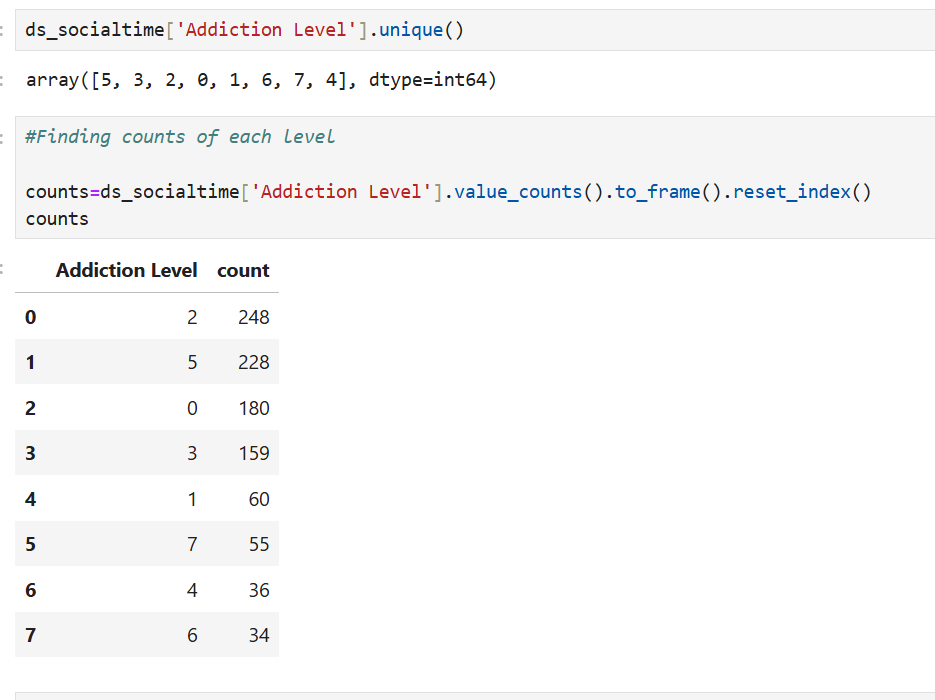 ds_socialtime['Addiction Level'].unique()
array([5, 3, 2, 0, 1, 6, 7, 4], dtype=int64)
#Finding counts of each level
counts=ds_socialtime['Addiction Level'].value_counts().to_frame().reset_index()
counts
Addiction Level count
0 2 248
1 5 228
2 0 180
3 3 159
4 1 60
5 7 55
6 4 36
7 6 34